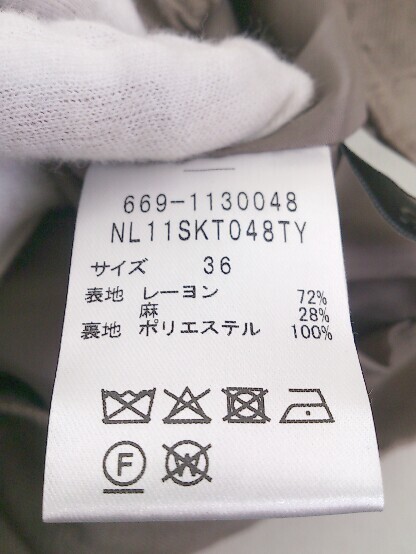 669-1130048
NL11SKT048TY
サイズ 36
表地 レーヨン 72%
麻 28%
裏地 ポリエステル 100%
F W